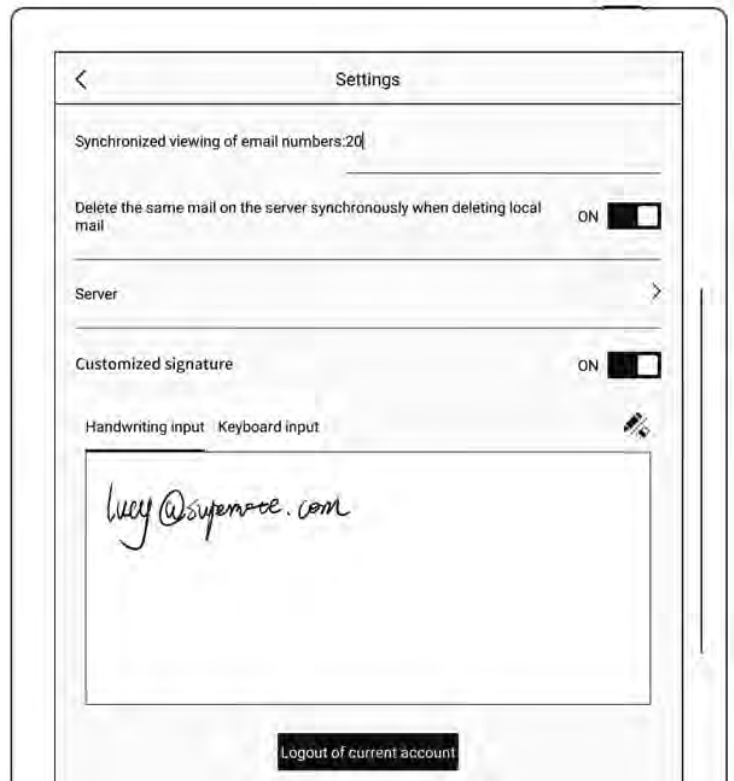 Settings
Synchronized viewing of email numbers:20
Delete the same mail on the server synchronously when deleting local
mail
ON
Server
Customized signature
ON
Handwriting input Keyboard input
lucy@supernote.com
Logout of current account